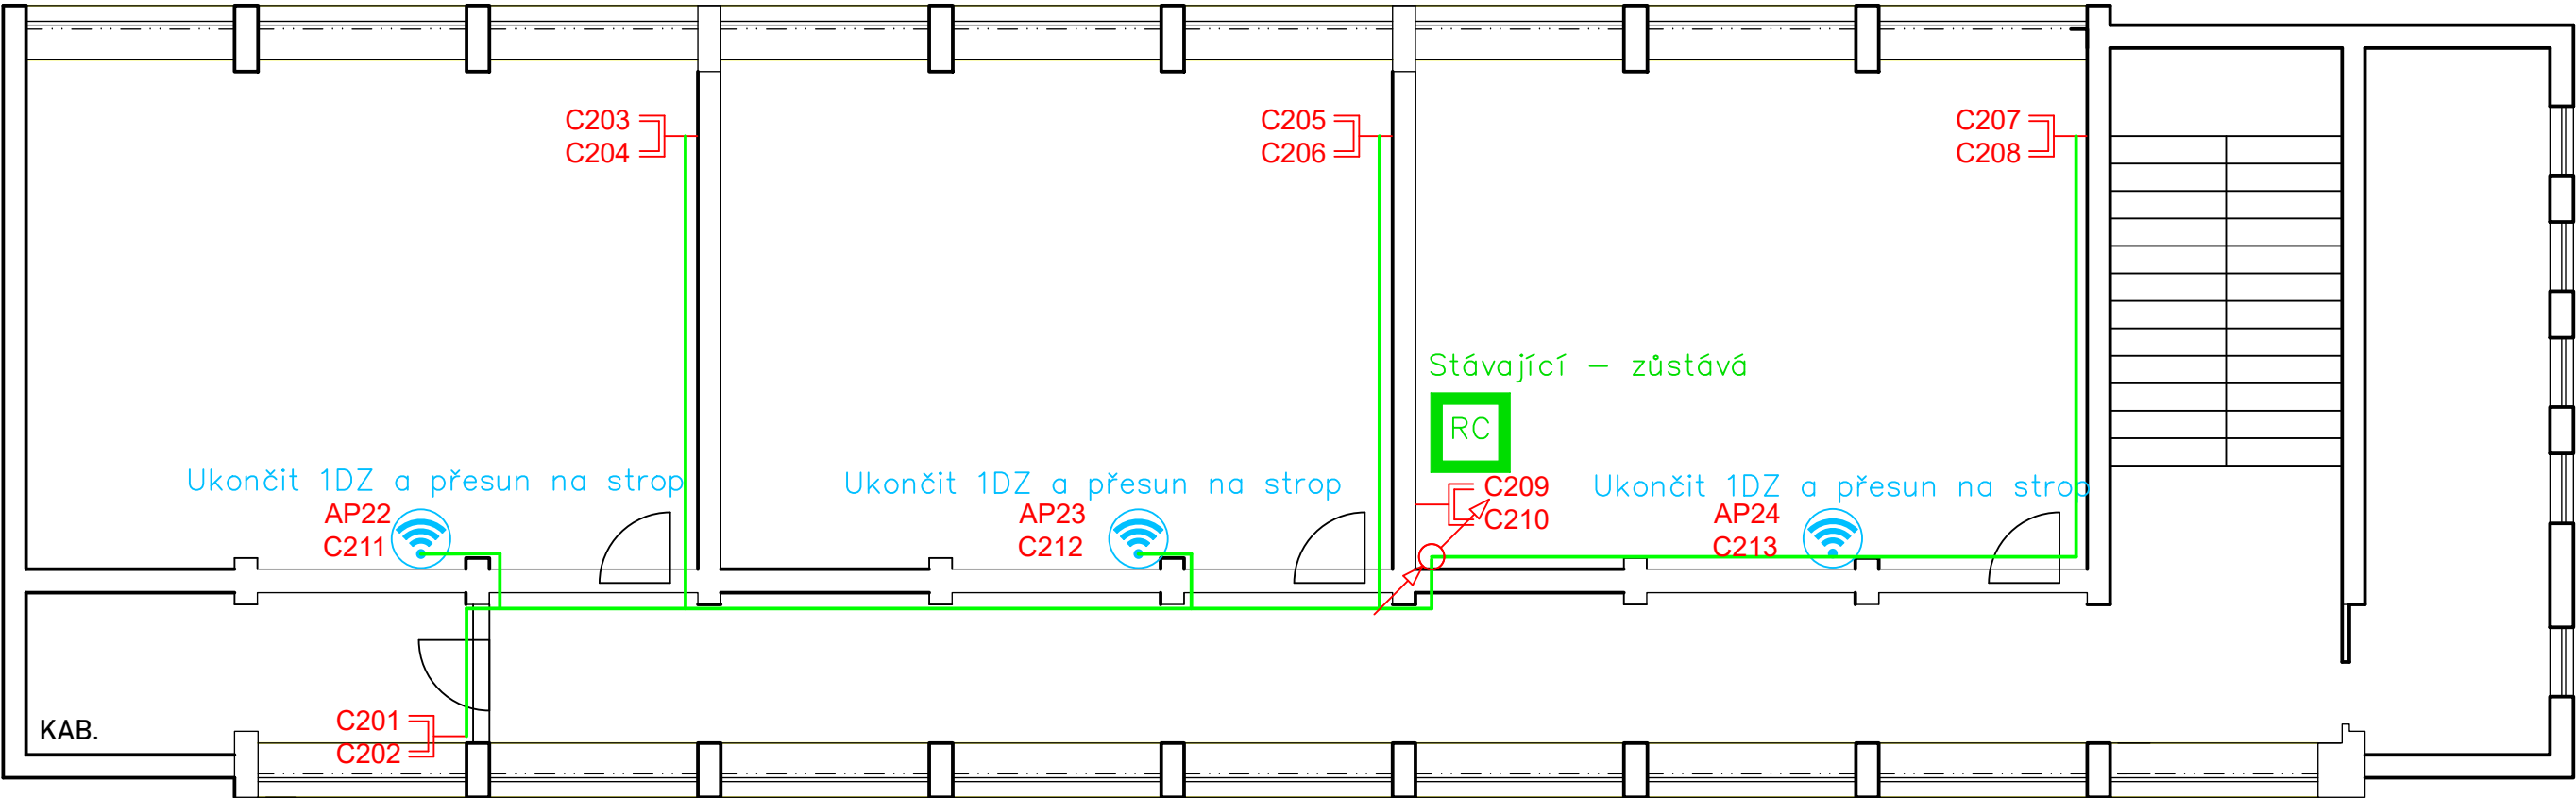 C203
C204
C205
C206
C207
C208
Stávající – zůstává
RC
Ukončit 1DZ a přesun na strop
AP22
C211
Ukončit 1DZ a přesun na strop
AP23
C212
C209
C210
Ukončit 1DZ a přesun na strop
AP24
C213
KAB.
C201
C202